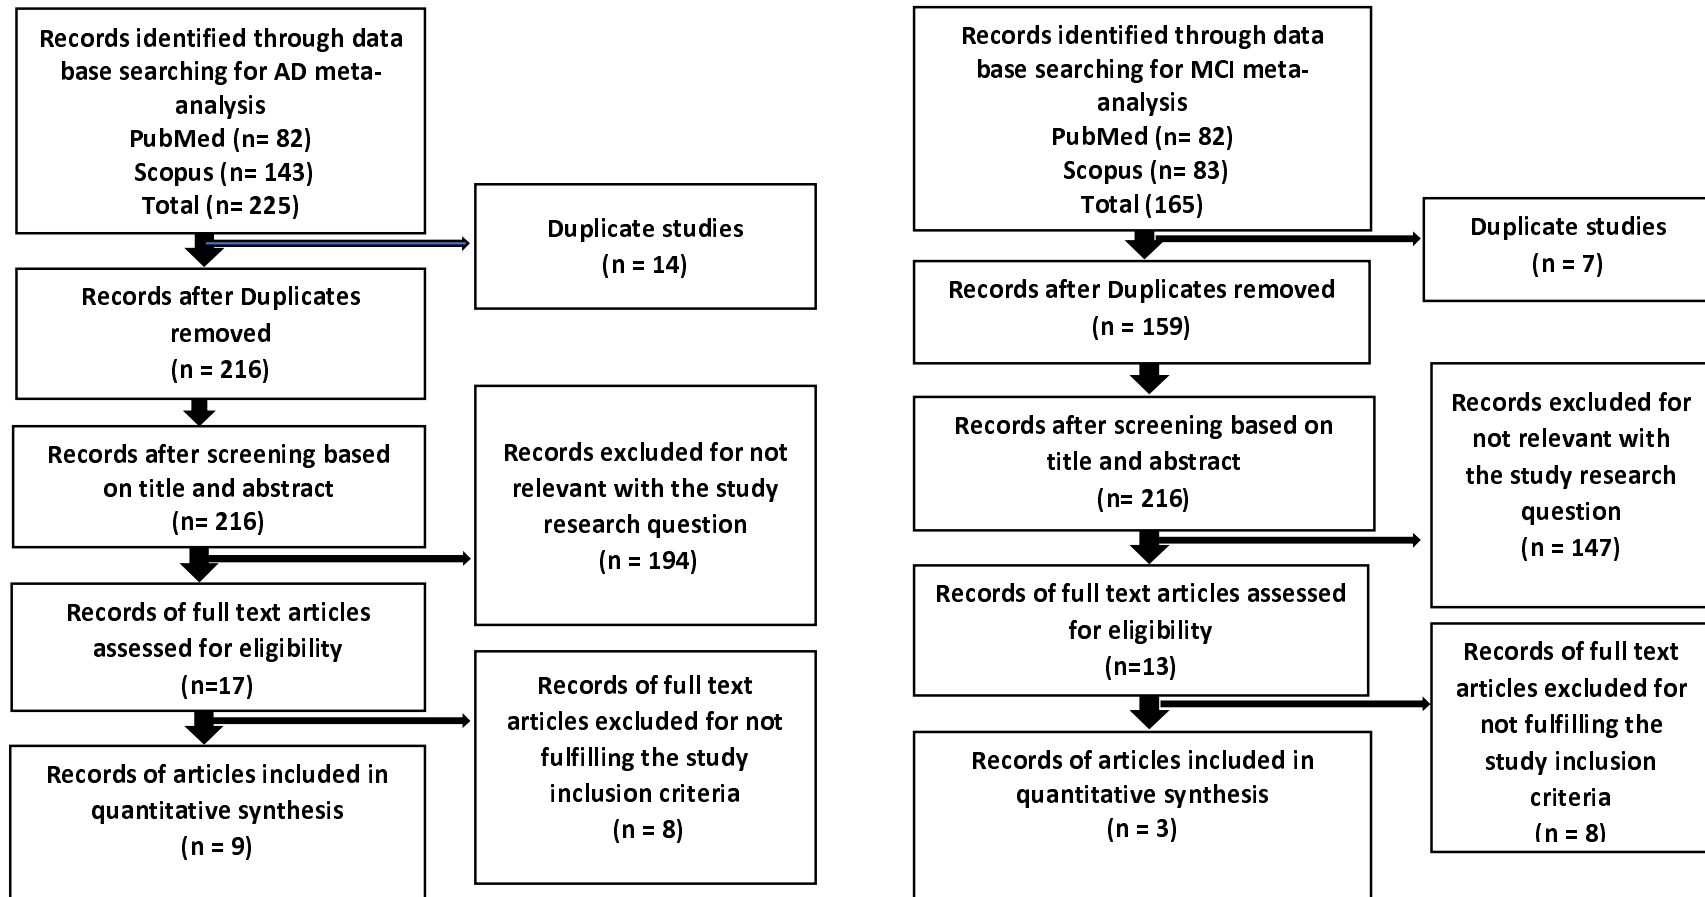 Records identified through data
base searching for AD meta-
analysis
PubMed (n= 82)
Scopus (n= 143)
Total (n= 225)
Duplicate studies
(n = 14)
Records after Duplicates
removed
(n = 216)
Records after screening based
on title and abstract
(n= 216)
Records excluded for not
relevant with the study
research question
(n = 194)
Records of full text articles
assessed for eligibility
(n=17)
Records of full text
articles excluded for not
fulfilling the study
inclusion criteria
(n = 8)
Records of articles included in
quantitative synthesis
(n = 9)
Records identified through data
base searching for MCI meta-
analysis
PubMed (n= 82)
Scopus (n= 83)
Total (165)
Duplicate studies
(n = 7)
Records after Duplicates removed
(n = 159)
Records after screening based on
title and abstract
(n= 216)
Records excluded for
not relevant with
the study research
question
(n = 147)
Records of full text articles assessed
for eligibility
(n=13)
Records of full text
articles excluded for
not fulfilling the
study inclusion
criteria
(n = 8)
Records of articles included in
quantitative synthesis
(n = 3)